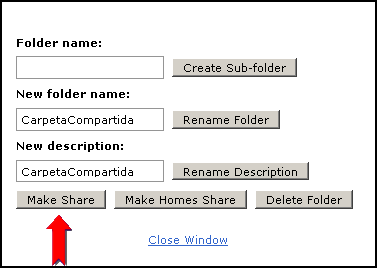 Folder name:
Create Sub-folder
New folder name:
CarpetaCompartida Rename Folder
New description:
CarpetaCompartida Rename Description
Make Share Make Homes Share Delete Folder
Close Window